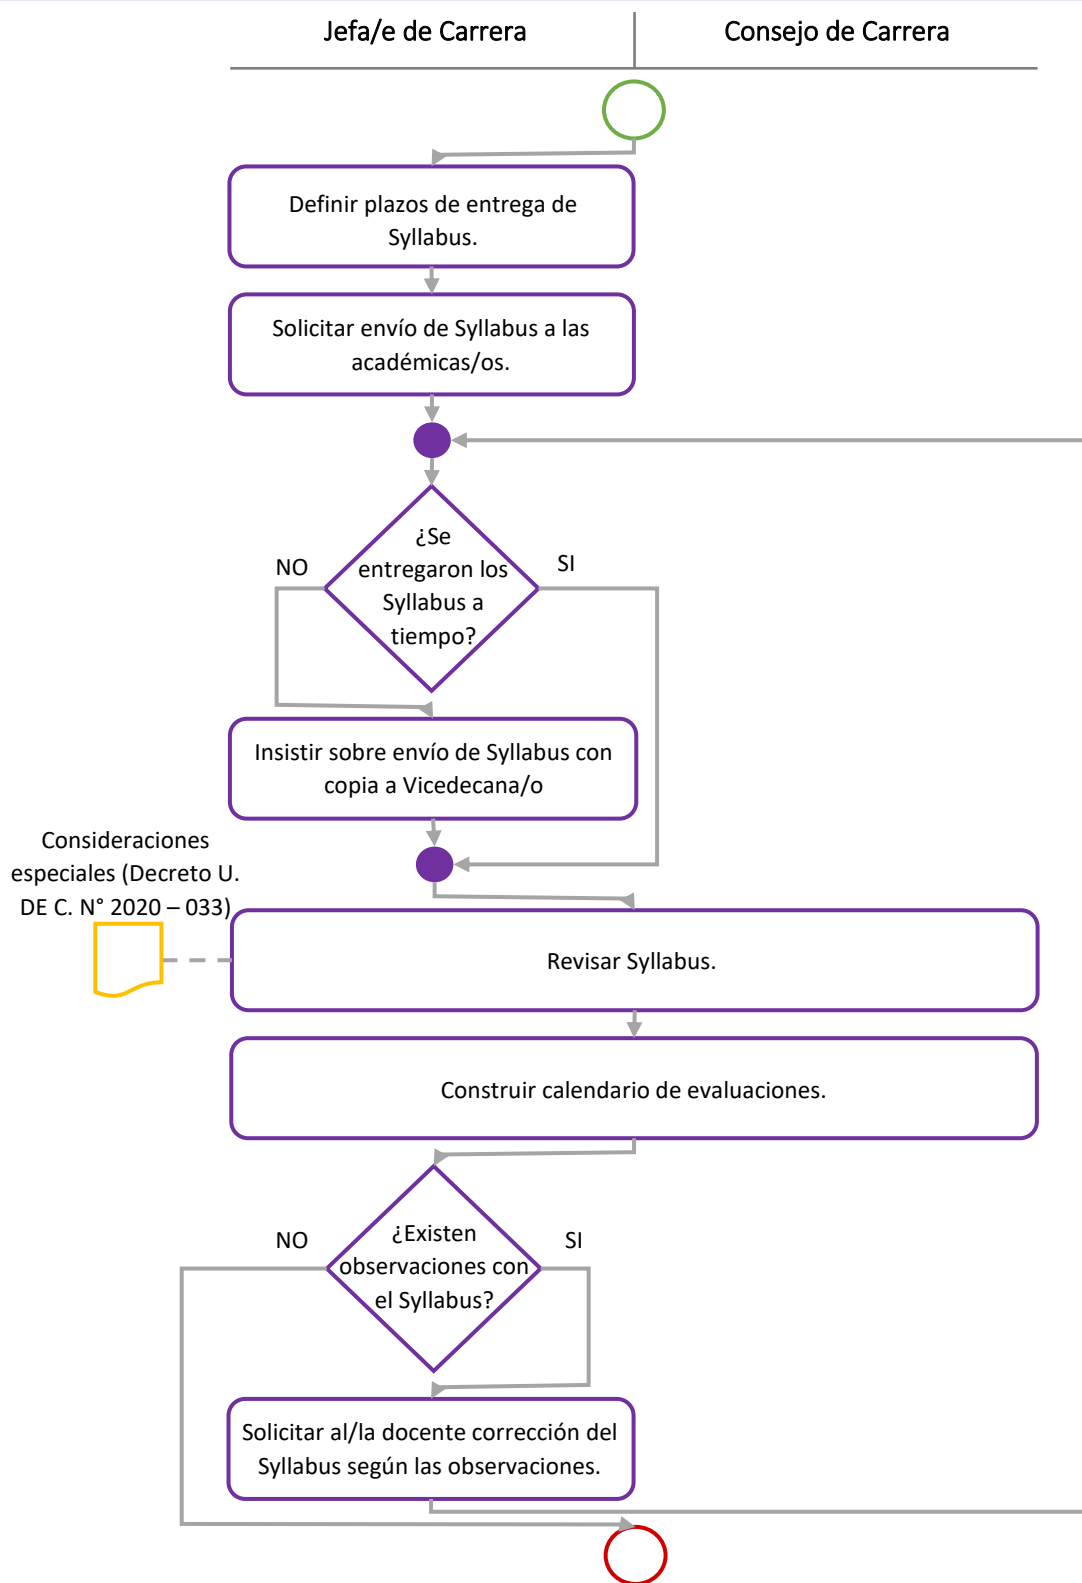 Jefa/e de Carrera
Consejo de Carrera
Definir plazos de entrega de
Syllabus.
Solicitar envío de Syllabus a las
académicas/os.
¿Se
entregaron los
Syllabus a
tiempo?
NO
SI
Insistir sobre envío de Syllabus con
copia a Vicedecana/o
Consideraciones
especiales (Decreto U.
DE C. N° 2020 – 033)
Revisar Syllabus.
Construir calendario de evaluaciones.
¿Existen
observaciones con
el Syllabus?
NO
SI
Solicitar al/la docente corrección del
Syllabus según las observaciones.